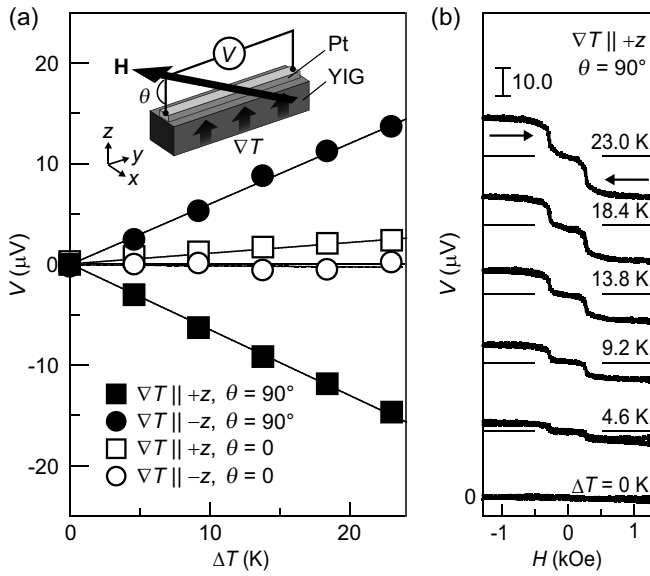 (a)
20
10
0
-10
-20
V (μV)
0
10
20
ΔT (K)
V
Pt
YIG
H
θ
∇T
z
y
x
∇T || +z, θ = 90°
∇T || −z, θ = 90°
∇T || +z, θ = 0
∇T || −z, θ = 0
(b)
∇T || +z
θ = 90°
10.0
23.0 K
18.4 K
13.8 K
9.2 K
4.6 K
ΔT = 0 K
V (μV)
0
-1
0
1
H (kOe)